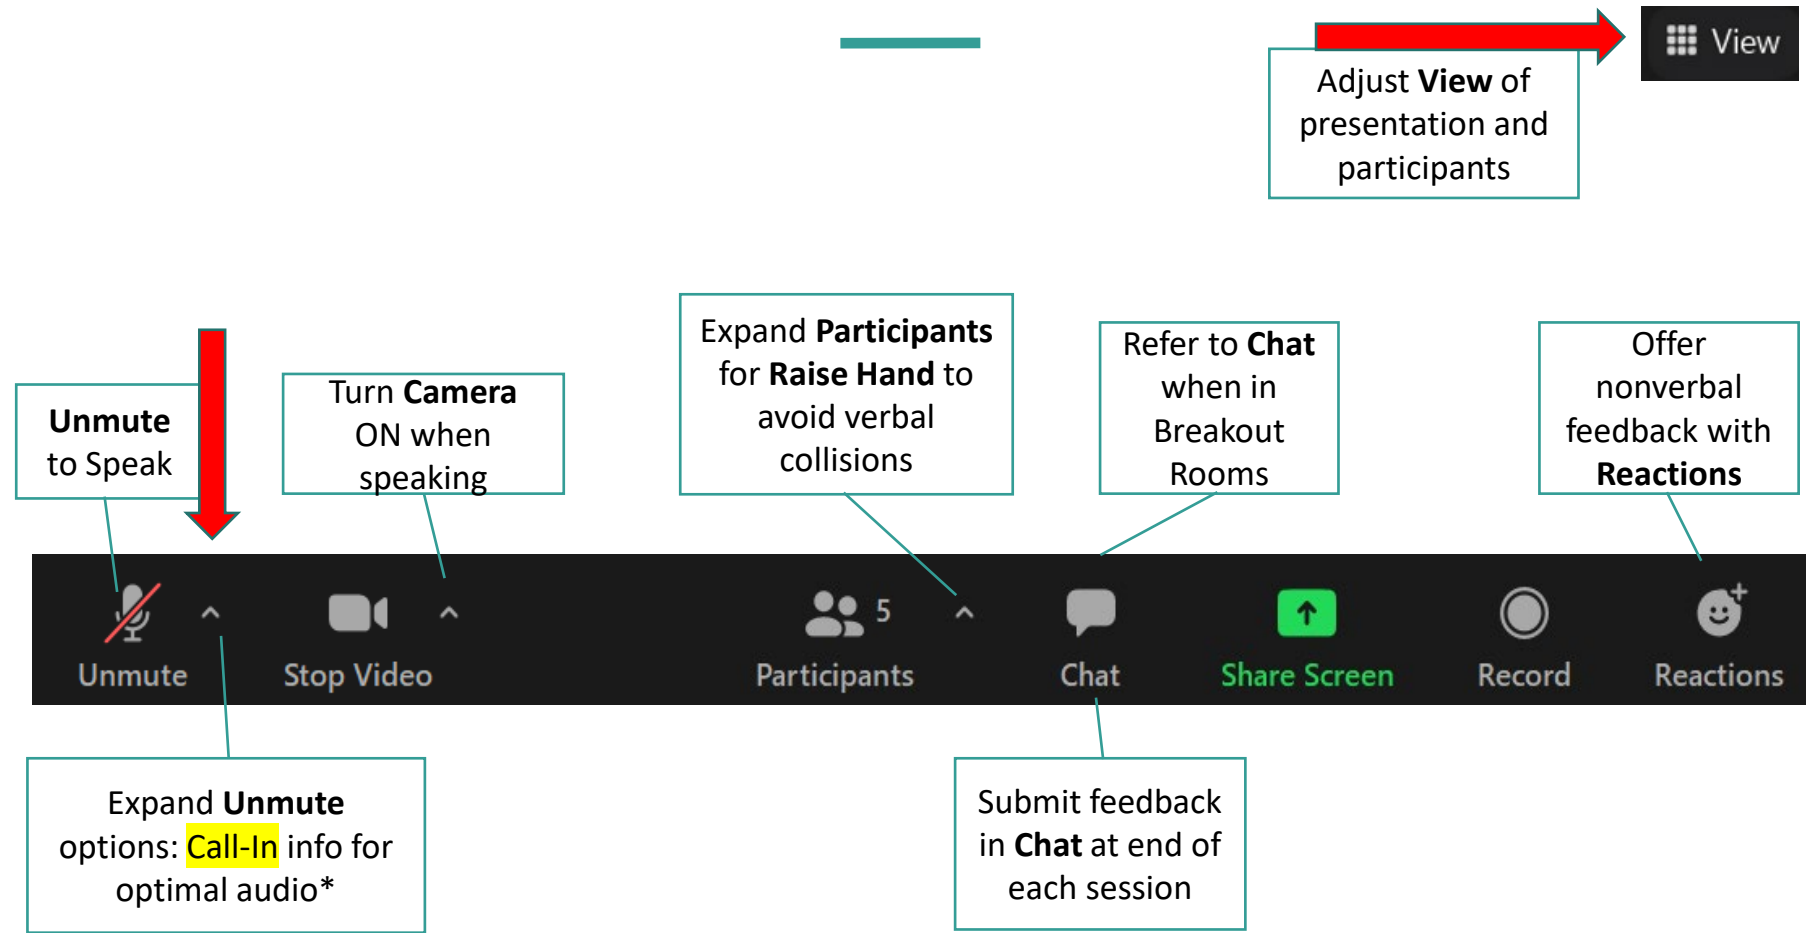 View
Adjust View of
presentation and
participants
Unmute
to Speak
Turn Camera
ON when
speaking
Expand Participants
for Raise Hand to
avoid verbal
collisions
Refer to Chat
when in
Breakout
Rooms
Offer
nonverbal
feedback with
Reactions
5
Unmute
Stop Video
Participants
Chat
Share Screen
Record
Reactions
Expand Unmute
options: Call-In info for
optimal audio*
Submit feedback
in Chat at end of
each session